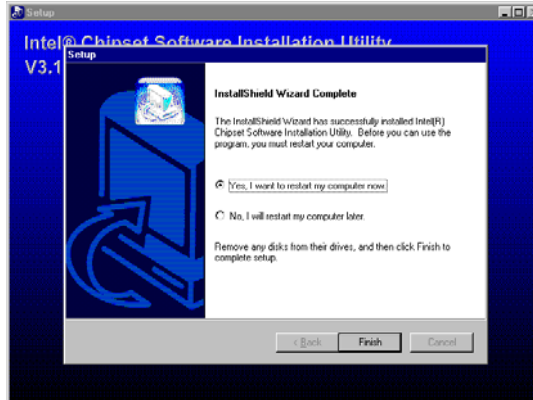 Setup
Intel® Chipset Software Installation Utility
V3.1
Setup
InstallShield Wizard Complete
The InstallShield Wizard has successfully installed Intel(R)
Chipset Software Installation Utility. Before you can use the
program, you must restart your computer.
Yes, I want to restart my computer now.
No, I will restart my computer later.
Remove any disks from their drives, and then click Finish to
complete setup.
< Back
Finish
Cancel